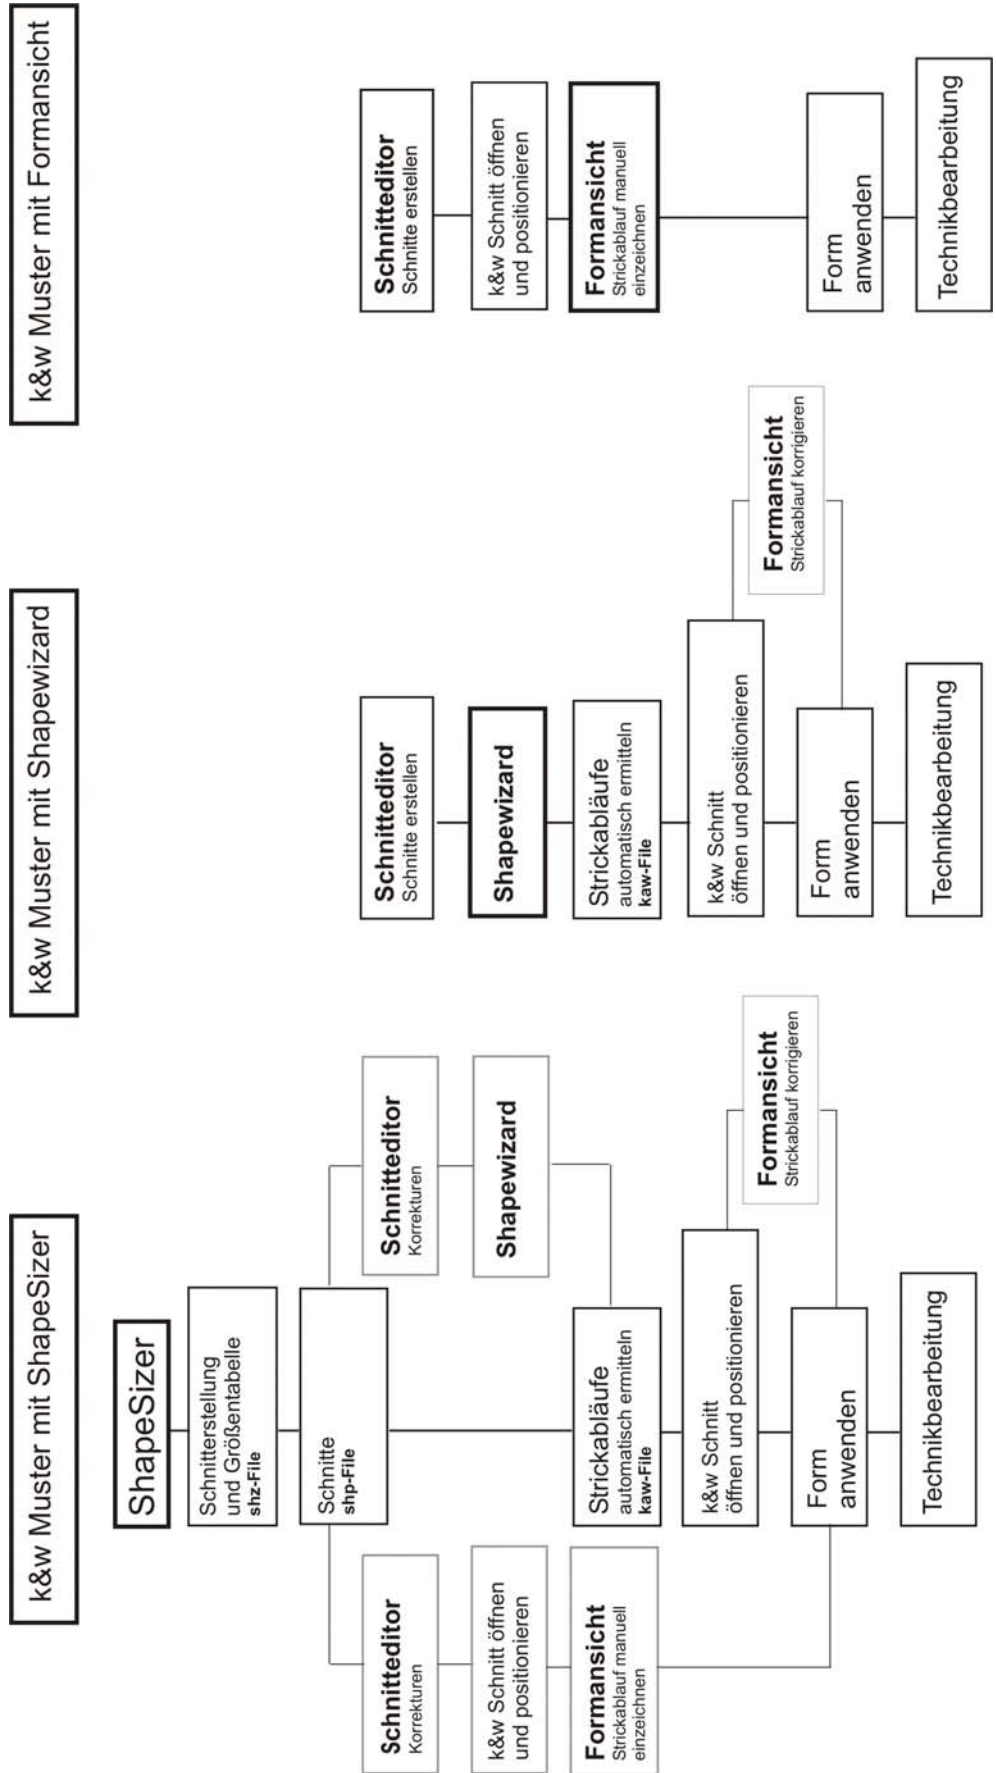 k&w Muster mit ShapeSizer
ShapeSizer
Schnitterstellung
und Größentabelle
shz-File
Schnitte
shp-File
Schnitteditor
Korrekturen
k&w Schnitt öffnen
und positionieren
Formansicht
Strickablauf manuell
einzeichnen
Schnitteditor
Korrekturen
Shapewizard
Strickabläufe
automatisch ermitteln
kaw-File
k&w Schnitt
öffnen und positionieren
Formansicht
Strickablauf korrigieren
Form
anwenden
Technikbearbeitung
k&w Muster mit Shapewizard
Schnitteditor
Schnitte erstellen
Shapewizard
Strickabläufe
automatisch ermitteln
kaw-File
k&w Schnitt
öffnen und positionieren
Formansicht
Strickablauf korrigieren
Form
anwenden
Technikbearbeitung
k&w Muster mit Formansicht
Schnitteditor
Schnitte erstellen
k&w Schnitt öffnen
und positionieren
Formansicht
Strickablauf manuell
einzeichnen
Form
anwenden
Technikbearbeitung